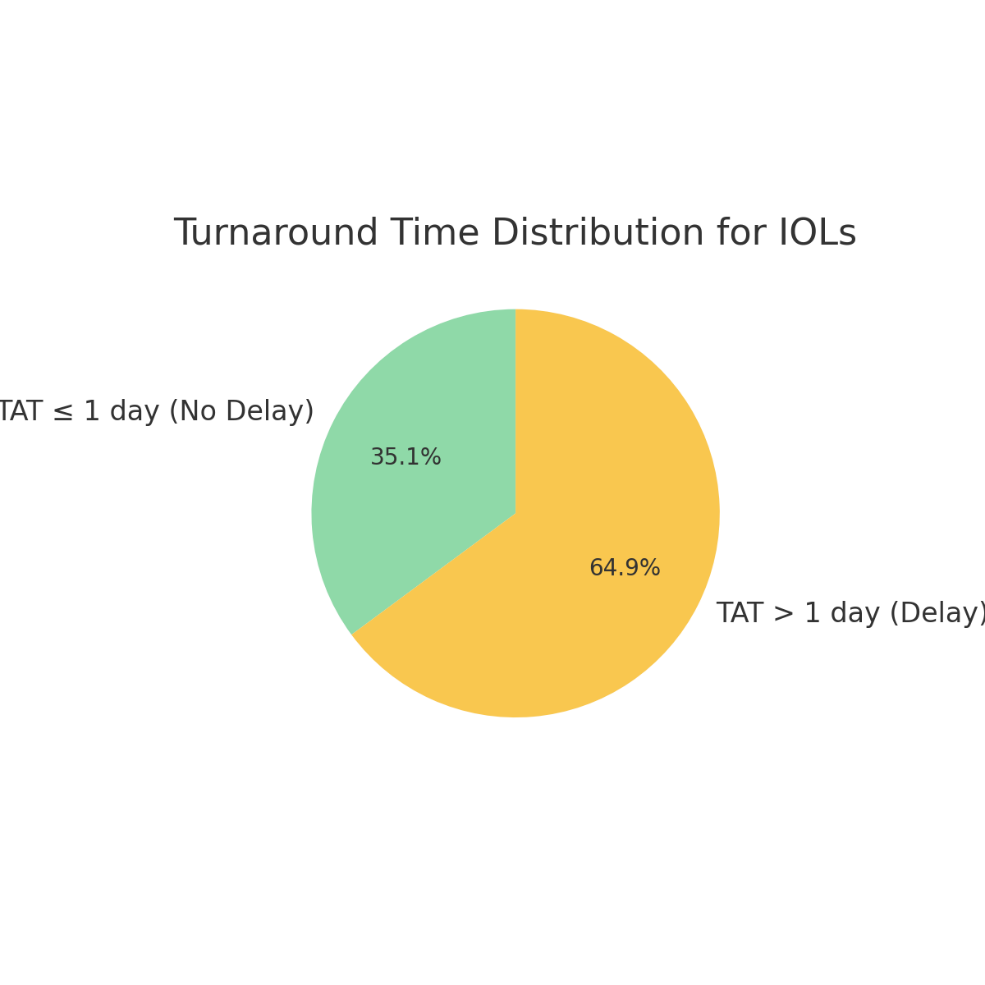 Turnaround Time Distribution for IOLs
TAT ≤ 1 day (No Delay)
35.1%
64.9%
TAT > 1 day (Delay)